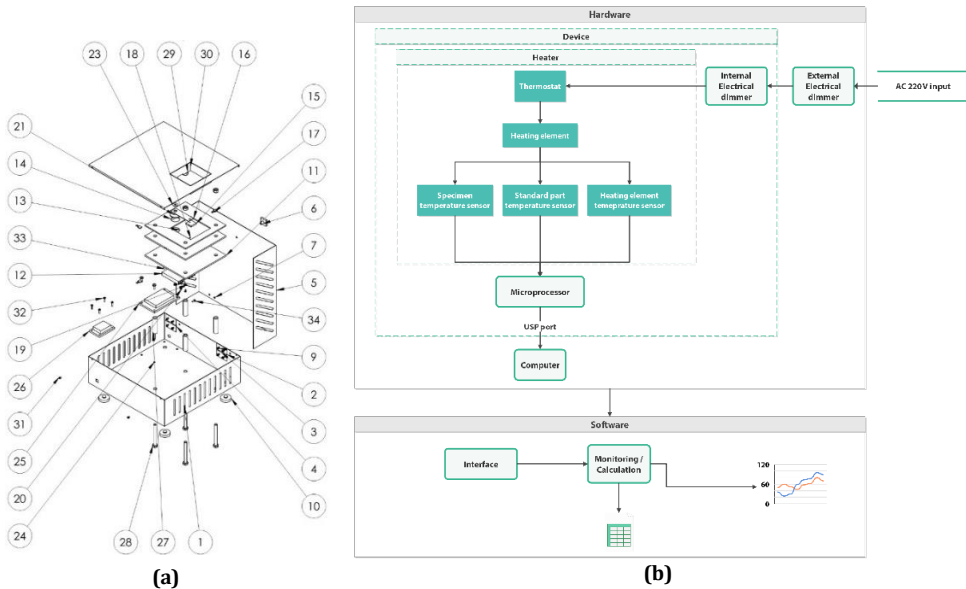 23
18
29
30
16
15
21
17
14
11
13
6
33
7
12
5
32
34
19
9
26
2
31
3
25
4
20
10
24
28
27
1
(a)
Hardware
Device
Heater
Thermostat
Internal
Electrical
dimmer
External
Electrical
dimmer
AC 220V input
Heating element
Specimen
temperature sensor
Standard part
temperature sensor
Heating element
temeprature sensor
Microprocessor
USP port
Computer
Software
Interface
Monitoring /
Calculation
120
60
0
(b)